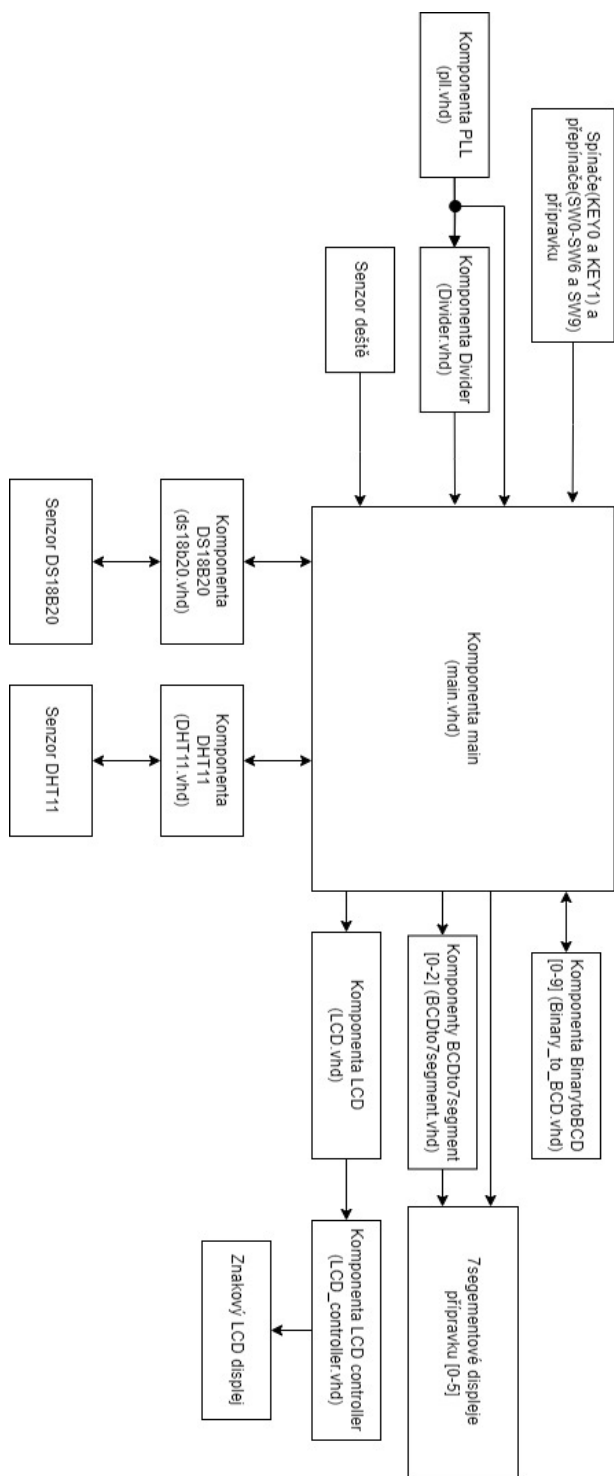 Spínače(KEY0 a KEY1) a
přepínače(SW0-SW6 a SW9)
přípravku
Komponenta PLL
(pll.vhd)
Komponenta Divider
(Divider.vhd)
Senzor deště
Komponenta main
(main.vhd)
Komponenta
DS18B20
(ds18b20.vhd)
Senzor DS18B20
Komponenta
DHT11
(DHT11.vhd)
Senzor DHT11
Komponenta BinarytoBCD
[0-9] (Binary_to_BCD.vhd)
Komponenty BCDto7segment
[0-2] (BCDto7segment.vhd)
7segementové displeje
přípravku [0-5]
Komponenta LCD
(LCD.vhd)
Komponenta LCD controller
(LCD_controller.vhd)
Znakový LCD displej